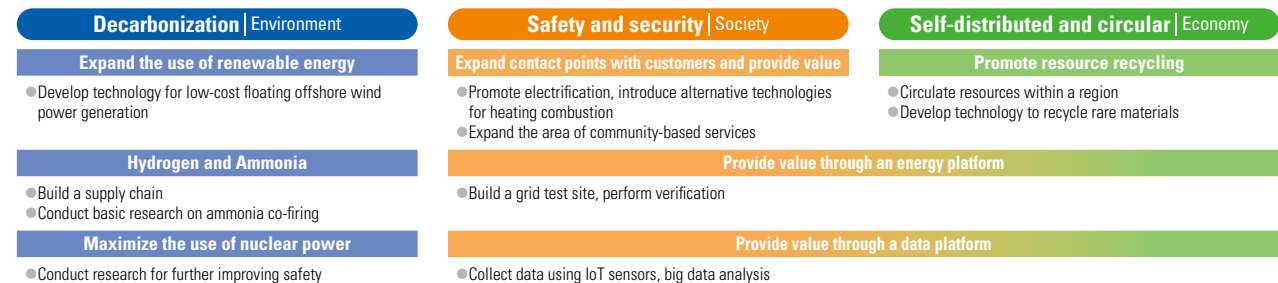 Decarbonization | Environment
Expand the use of renewable energy
●Develop technology for low-cost floating offshore wind
power generation
Hydrogen and Ammonia
●Build a supply chain
●Conduct basic research on ammonia co-firing
Maximize the use of nuclear power
●Conduct research for further improving safety
Safety and security | Society
Expand contact points with customers and provide value
●Promote electrification, introduce alternative technologies
for heating combustion
●Expand the area of community-based services
Self-distributed and circular | Economy
Promote resource recycling
●Circulate resources within a region
●Develop technology to recycle rare materials
Provide value through an energy platform
●Build a grid test site, perform verification
Provide value through a data platform
●Collect data using IoT sensors, big data analysis